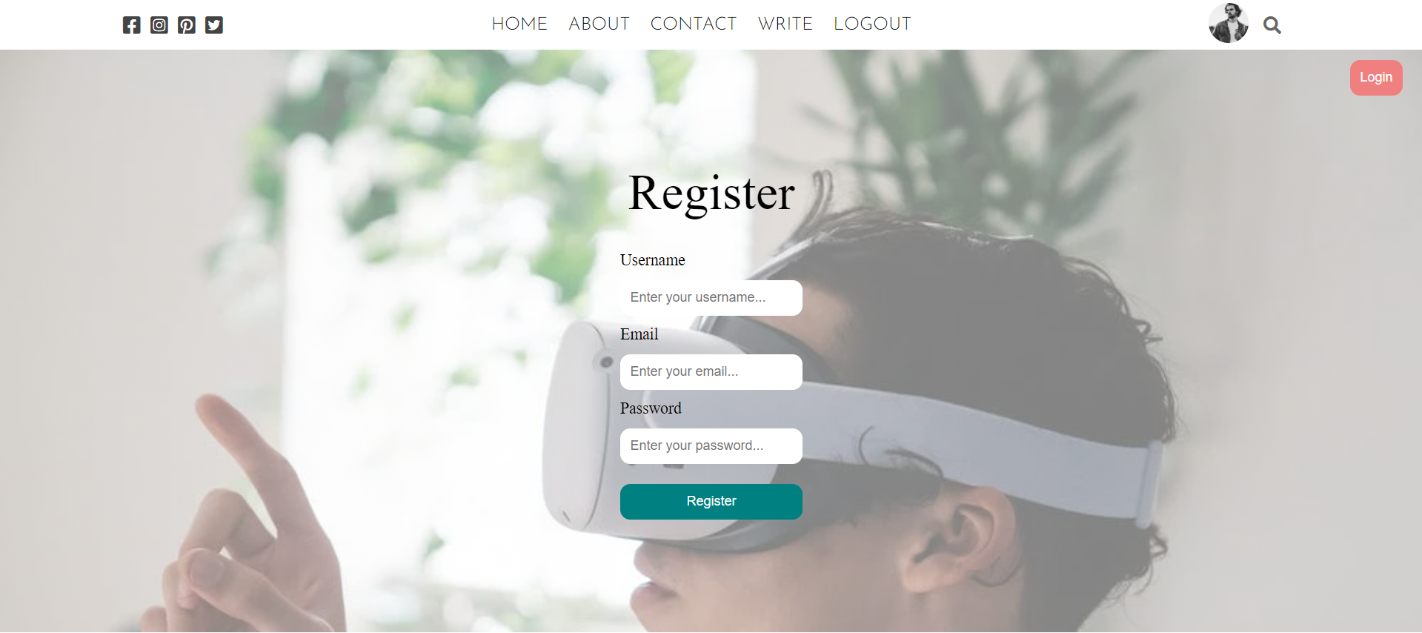 HOME ABOUT CONTACT WRITE LOGOUT
Login
Register
Username
Enter your username...
Email
Enter your email...
Password
Enter your password...
Register